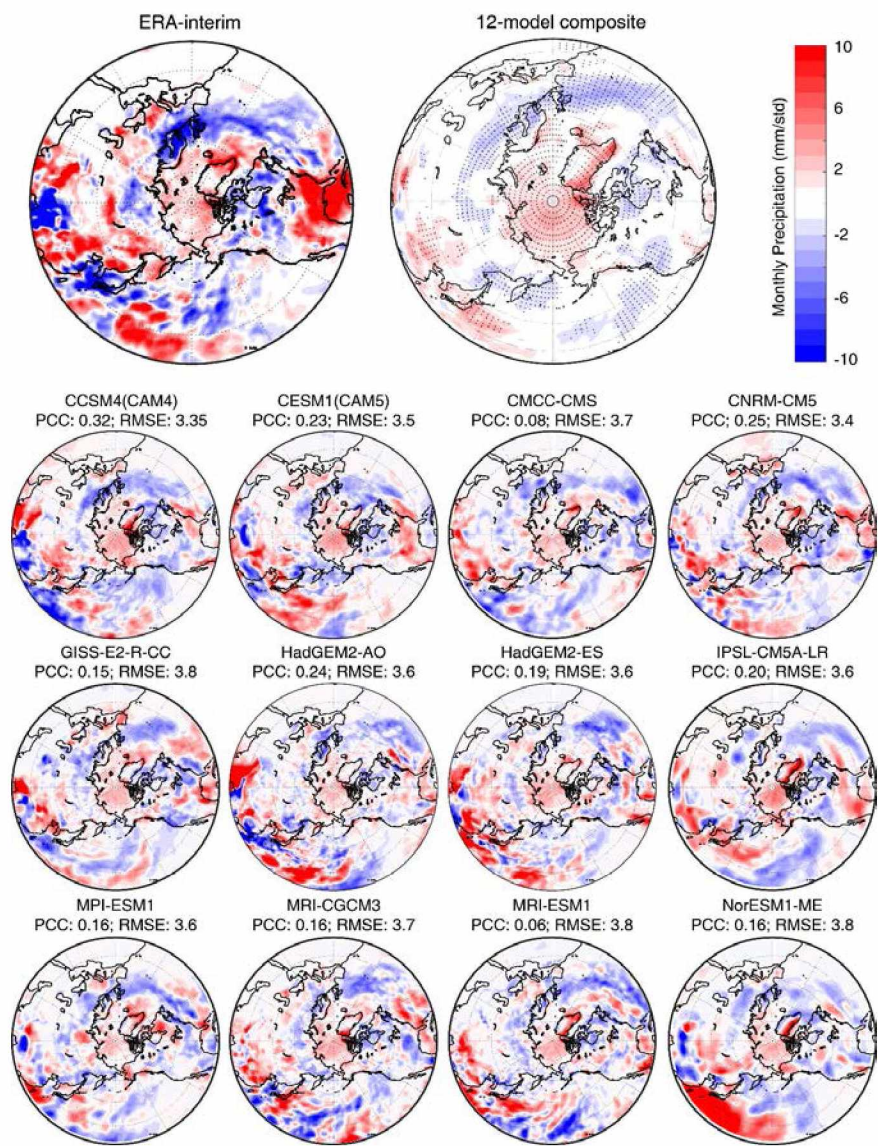 ERA-interim
12-model composite
10
6
2
-2
-6
-10
Monthly Precipitation (mm/std)
CCSM4(CAM4)
PCC: 0.32; RMSE: 3.35
CESM1(CAM5)
PCC: 0.23; RMSE: 3.5
CMCC-CMS
PCC: 0.08; RMSE: 3.7
CNRM-CM5
PCC; 0.25; RMSE: 3.4
GISS-E2-R-CC
PCC: 0.15; RMSE: 3.8
HadGEM2-AO
PCC: 0.24; RMSE: 3.6
HadGEM2-ES
PCC: 0.19; RMSE: 3.6
IPSL-CM5A-LR
PCC: 0.20; RMSE: 3.6
MPI-ESM1
PCC: 0.16; RMSE: 3.6
MRI-CGCM3
PCC: 0.16; RMSE: 3.7
MRI-ESM1
PCC: 0.06; RMSE: 3.8
NorESM1-ME
PCC: 0.16; RMSE: 3.8